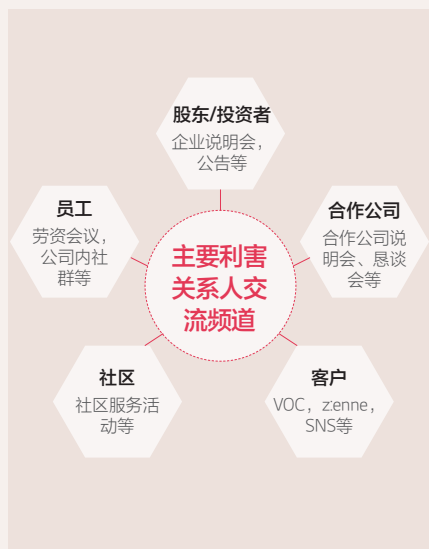 股东/投资者
企业说明会，
公告等
员工
劳资会议，
公司内社
群等
合作公司
合作公司说
明会、恳谈
会等
主要利害
关系人交
流频道
社区
社区服务活
动等
客户
VOC，z:enne，
SNS等